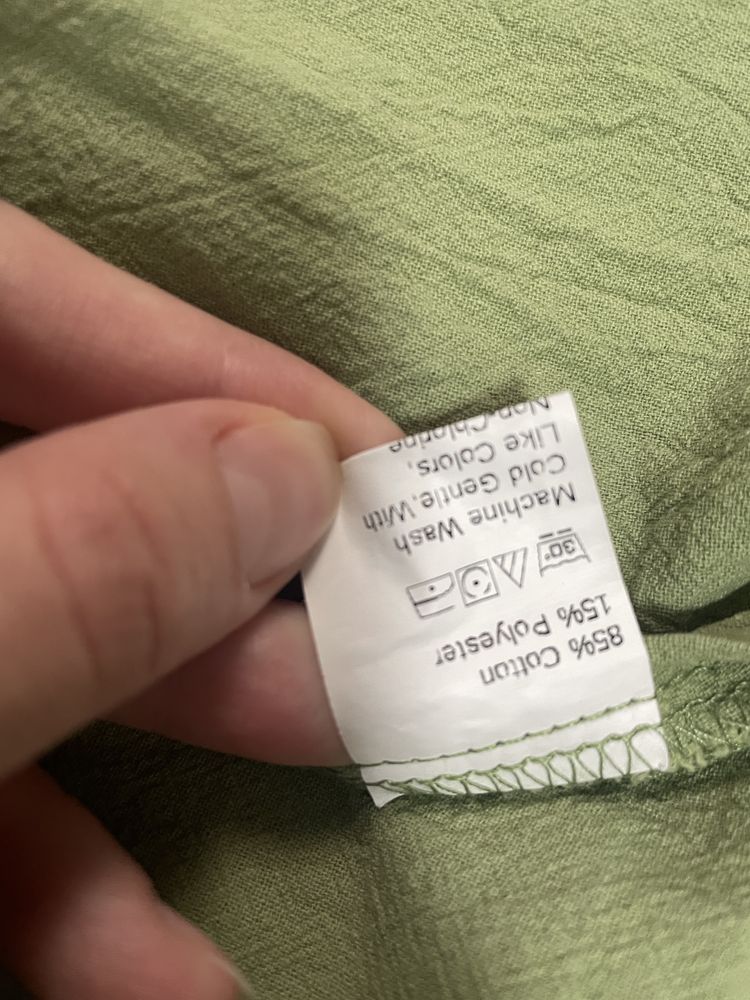 85% Cotton
15% Polyester
30°
Machine Wash
Cold Gentle. With
Like Colors,
Non-Chlorine